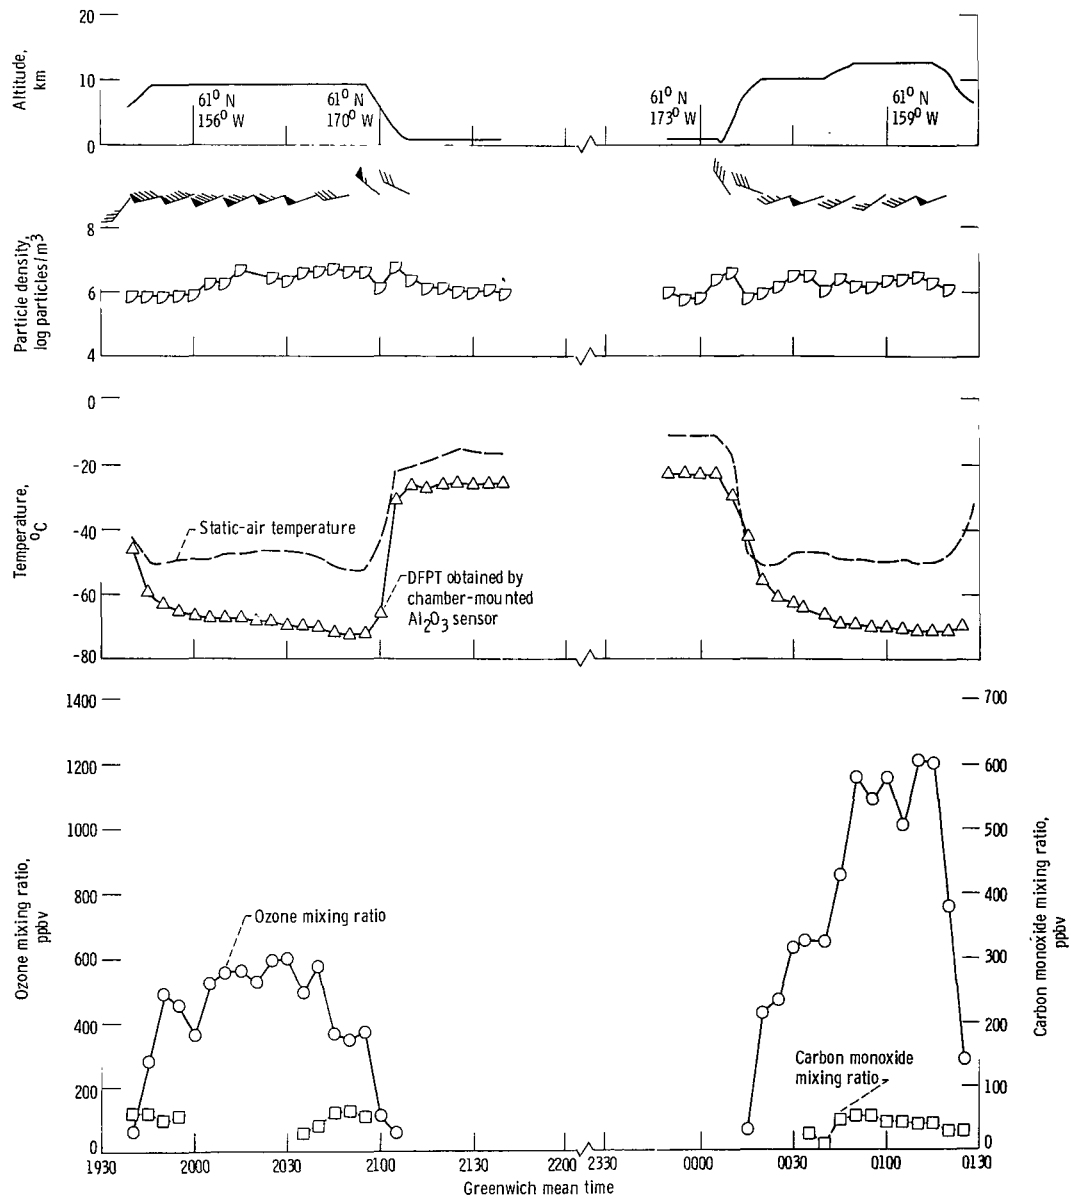 20
10
0
Altitude,
km
61° N
156° W
61° N
170° W
61° N
173° W
61° N
159° W
8
6
4
Particle density,
log particles/m3
0
-20
-40
-60
-80
Temperature,
°C
Static-air temperature
DFPT obtained by
chamber-mounted
Al2O3 sensor
1400
1200
1000
800
600
400
200
0
Ozone mixing ratio,
ppbv
Ozone mixing ratio
Carbon monoxide
mixing ratio
700
600
500
400
300
200
100
0
Carbon monoxide mixing ratio,
ppbv
1930 2000 2030 2100 2130 2200 2330 0000 0030 0100 0130
Greenwich mean time